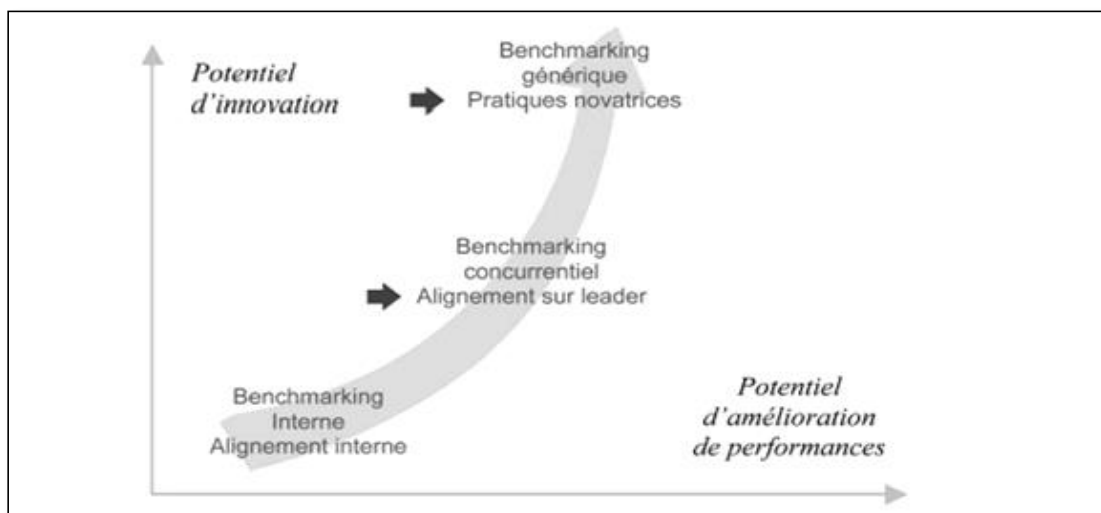 Potentiel
d'innovation
Benchmarking
générique
Pratiques novatrices
Benchmarking
concurrentiel
Alignement sur leader
Benchmarking
Interne
Alignement interne
Potentiel
d'amélioration
de performances